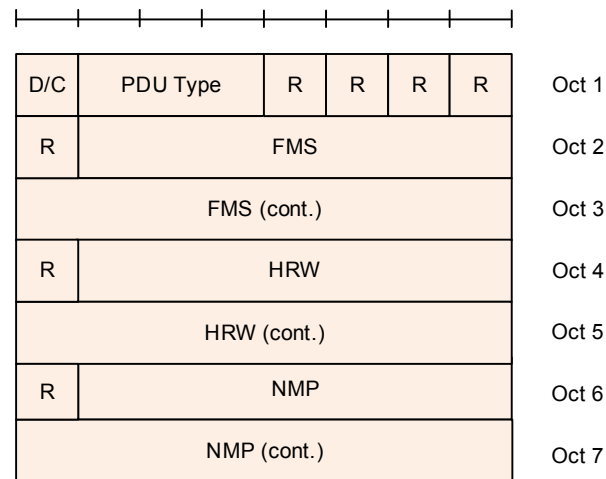 D/C PDU Type R R R R Oct 1
R FMS Oct 2
FMS (cont.) Oct 3
R HRW Oct 4
HRW (cont.) Oct 5
R NMP Oct 6
NMP (cont.) Oct 7